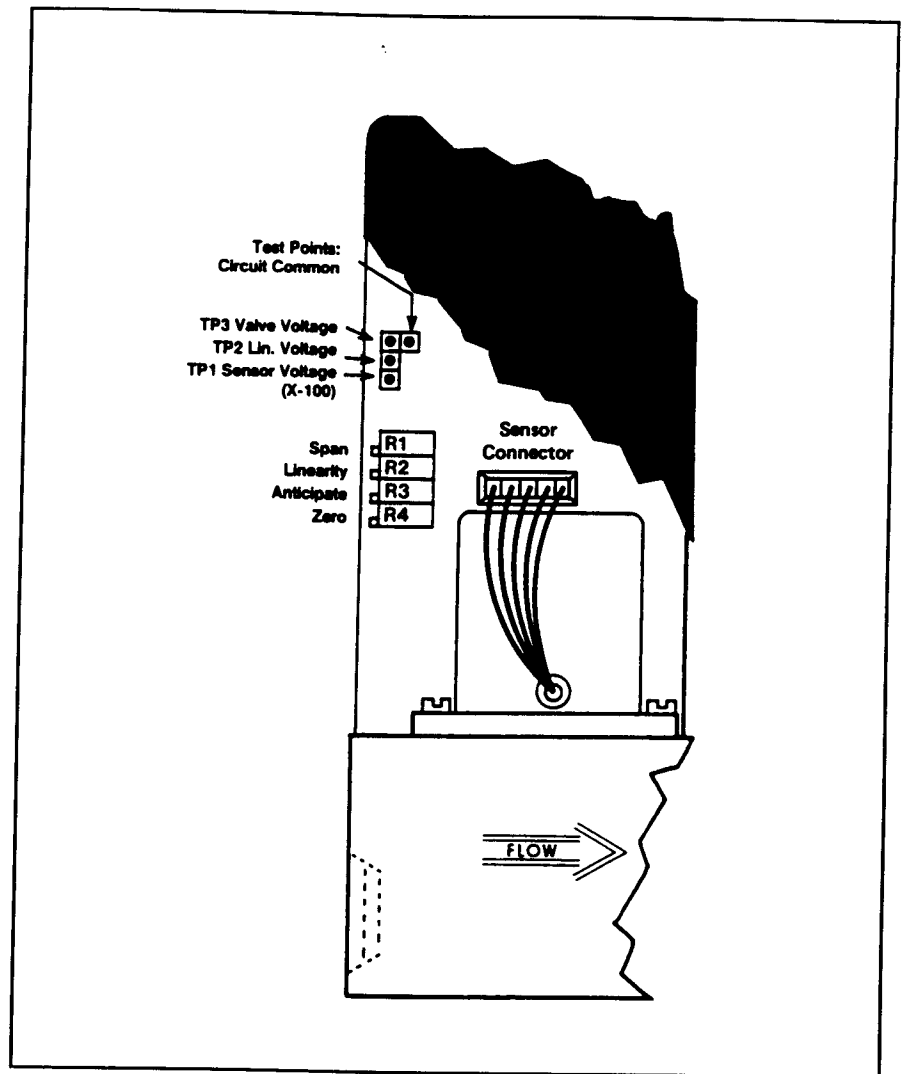 Test Points:
Circuit Common
TP3 Valve Voltage
TP2 Lin. Voltage
TP1 Sensor Voltage
(X-100)
Span
Linearity
Anticipate
Zero
R1
R2
R3
R4
Sensor
Connector
FLOW